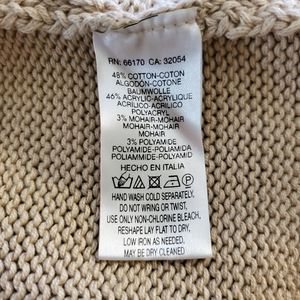 RN: 66170 CA: 32054
48% COTTON-COTON
ALGODÓN-COTONE
BAUMWOLLE
46% ACRYLIC-ACRYLIQUE
ACRÍLICO-ACRILICO
POLYACRYL
3% MOHAIR-MOHAIR
MOHAIR-MOHAIR
MOHAIR
3% POLYAMIDE
POLYAMIDE-POLIAMIDA
POLIAMMIDE-POLYAMID
HECHO EN ITALIA
HAND WASH COLD SEPARATELY,
DO NOT WRING OR TWIST.
USE ONLY NON-CHLORINE BLEACH,
RESHAPE LAY FLAT TO DRY,
LOW IRON AS NEEDED,
MAY BE DRY CLEANED